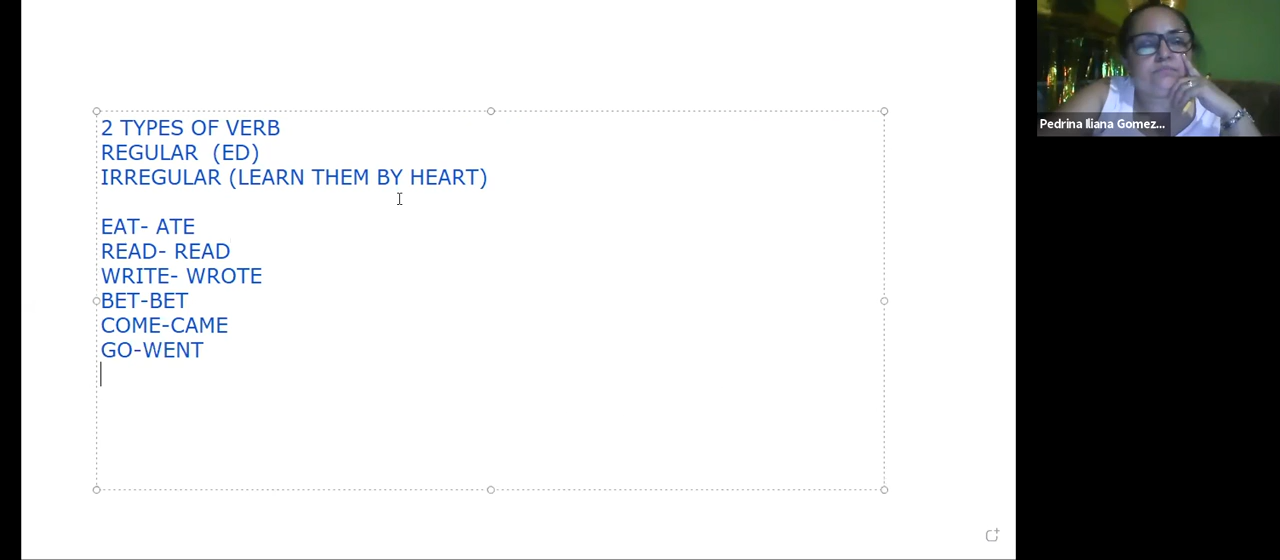 2 TYPES OF VERB
REGULAR  (ED)
IRREGULAR (LEARN THEM BY HEART)
EAT- ATE
READ- READ
WRITE- WROTE
BET-BET
COME-CAME
GO-WENT
Pedrina Iliana Gomez...